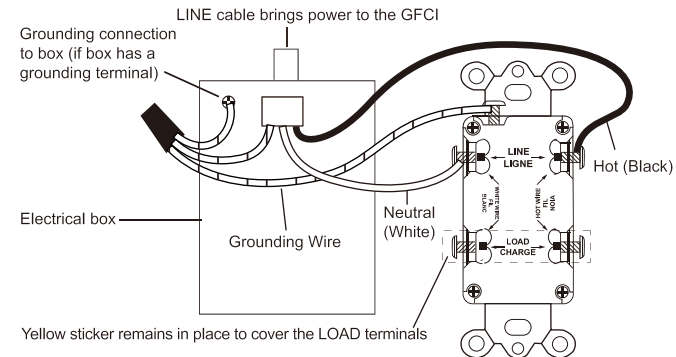 LINE cable brings power to the GFCI
Grounding connection
to box (if box has a
grounding terminal)
Hot (Black)
LINE
LIGNE
WHITE WIRE
FIL
BLANC
HOT WIRE
FIL
NOIA
LOAD
CHARGE
Neutral
(White)
Electrical box
Grounding Wire
Yellow sticker remains in place to cover the LOAD terminals